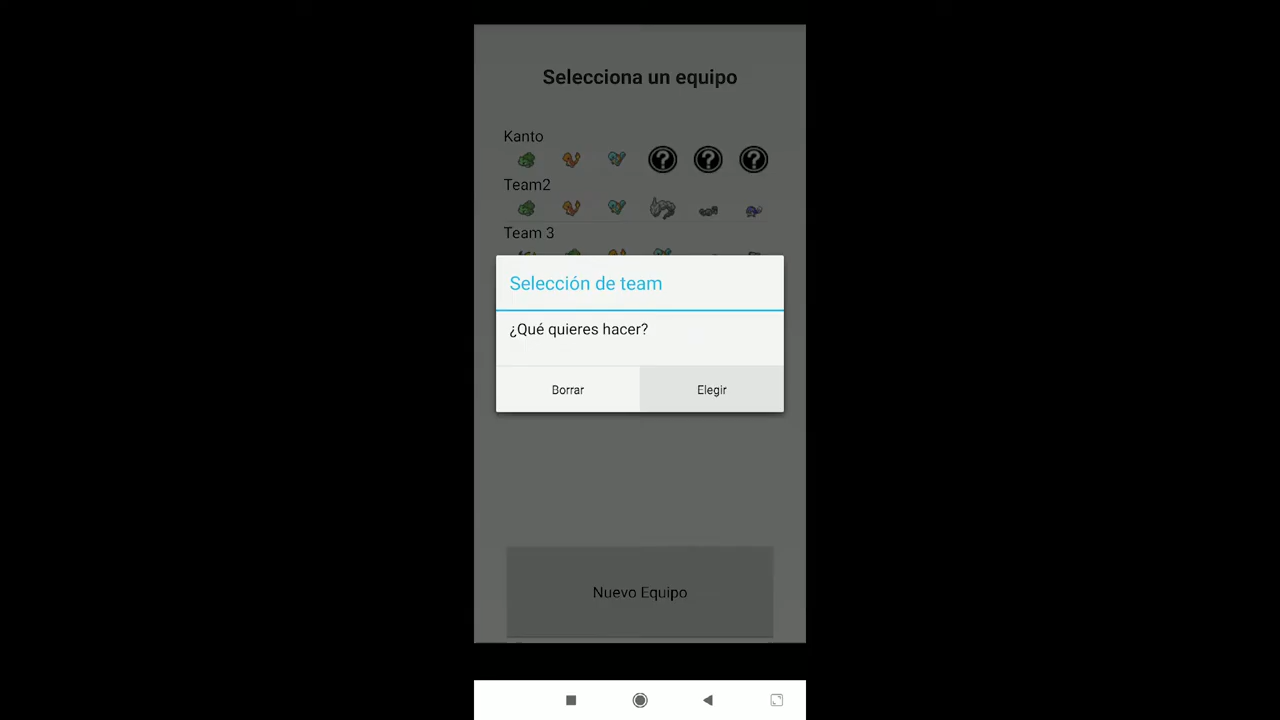 Selecciona un equipo
Kanto
Team2
Team 3
Selección de team
¿Qué quieres hacer?
Borrar
Elegir
Nuevo Equipo